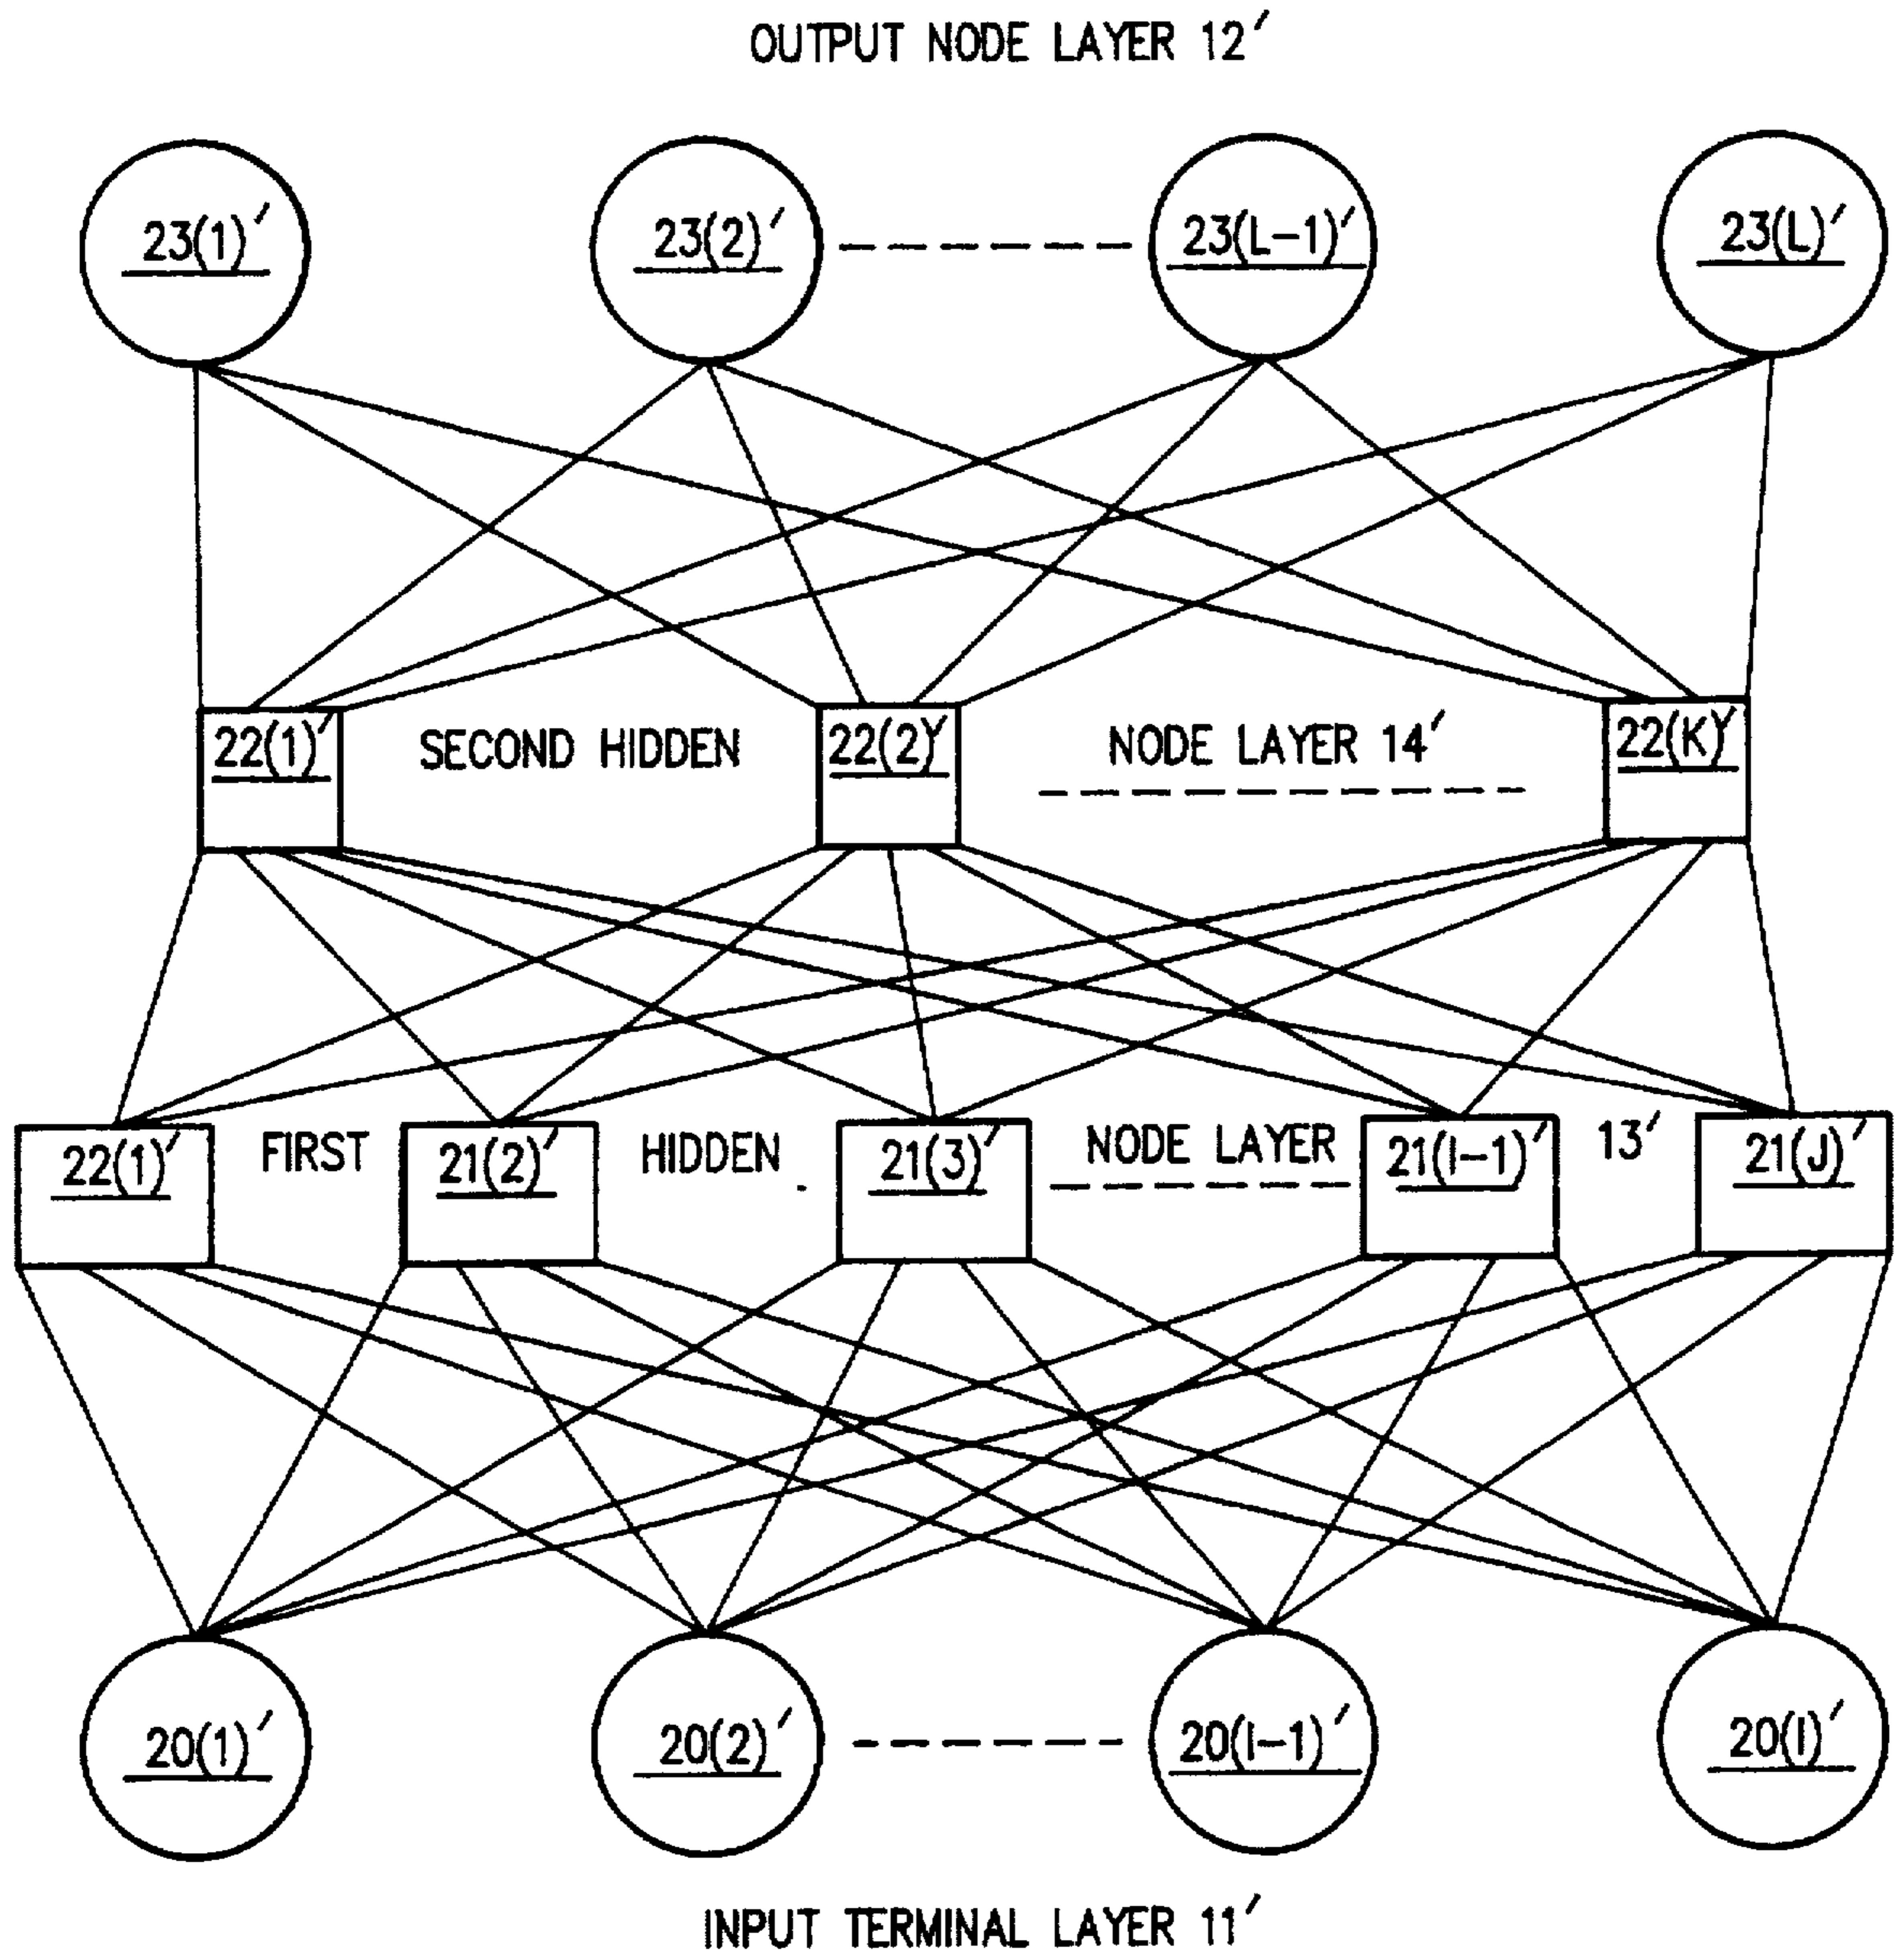 OUTPUT NODE LAYER 12′
23(1)′ 23(2)′ 23(L-1)′ 23(L)′
22(1)′ SECOND HIDDEN 22(2)′ NODE LAYER 14′ 22(K)′
22(1)′ FIRST 21(2)′ HIDDEN 21(3)′ NODE LAYER 21(I-1)′ 13′ 21(J)′
20(1)′ 20(2)′ 20(I-1)′ 20(I)′
INPUT TERMINAL LAYER 11′